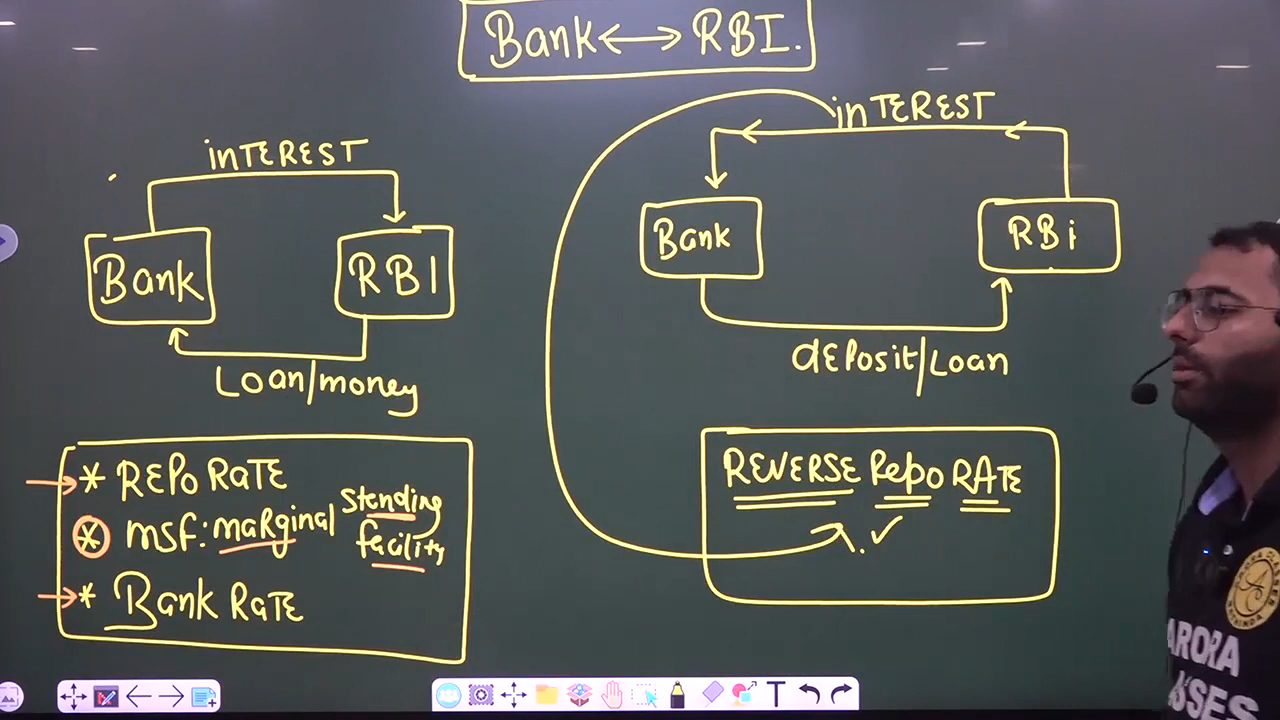 Bank ↔ RBI.
inTEREST
Bank
RBI
Loan/money
* REPO RATE
* msf: marginal standing facility
* Bank RATE
inTEREST
Bank
RBi
dEPosit/Loan
REVERSE Repo RATE
ARORA